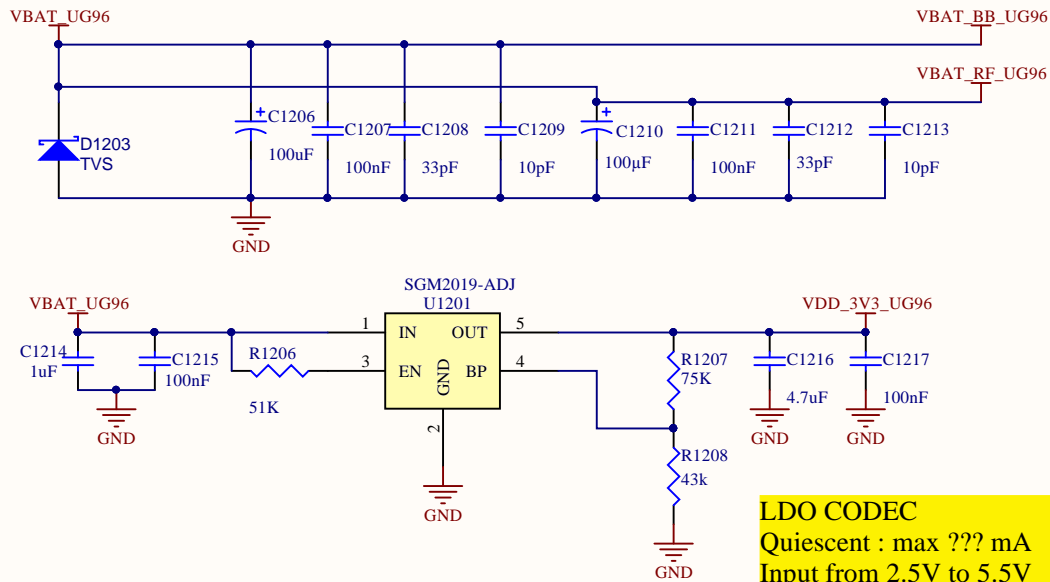 VBAT_UG96
VBAT_BB_UG96
VBAT_RF_UG96
D1203
TVS
C1206
100uF
C1207
100nF
C1208
33pF
C1209
10pF
C1210
100µF
C1211
100nF
C1212
33pF
C1213
10pF
GND
VBAT_UG96
C1214
1uF
C1215
100nF
GND
R1206
51K
SGM2019-ADJ
U1201
1
IN
OUT
5
3
EN
GND
BP
4
2
GND
VDD_3V3_UG96
R1207
75K
R1208
43k
GND
C1216
4.7uF
GND
C1217
100nF
GND
LDO CODEC
Quiescent : max ??? mA
Input from 2.5V to 5.5V